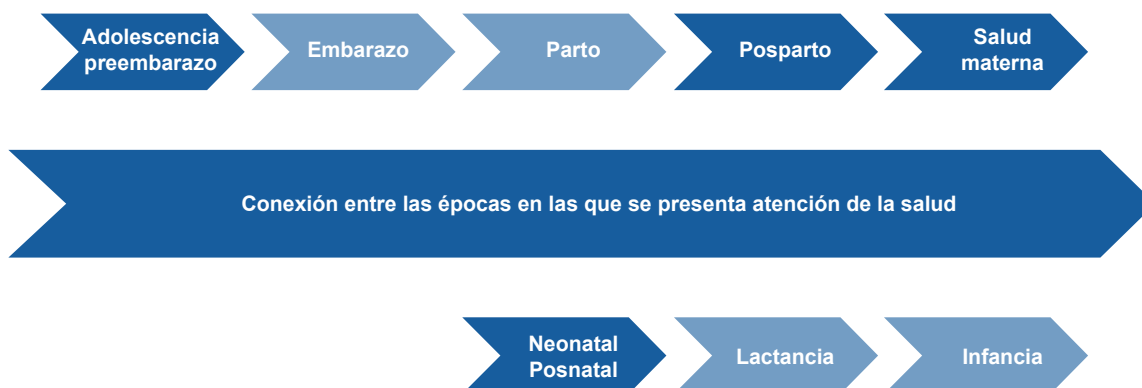 Adolescencia
preembarazo
Embarazo
Parto
Posparto
Salud
materna
Conexión entre las épocas en las que se presenta atención de la salud
Neonatal
Posnatal
Lactancia
Infancia